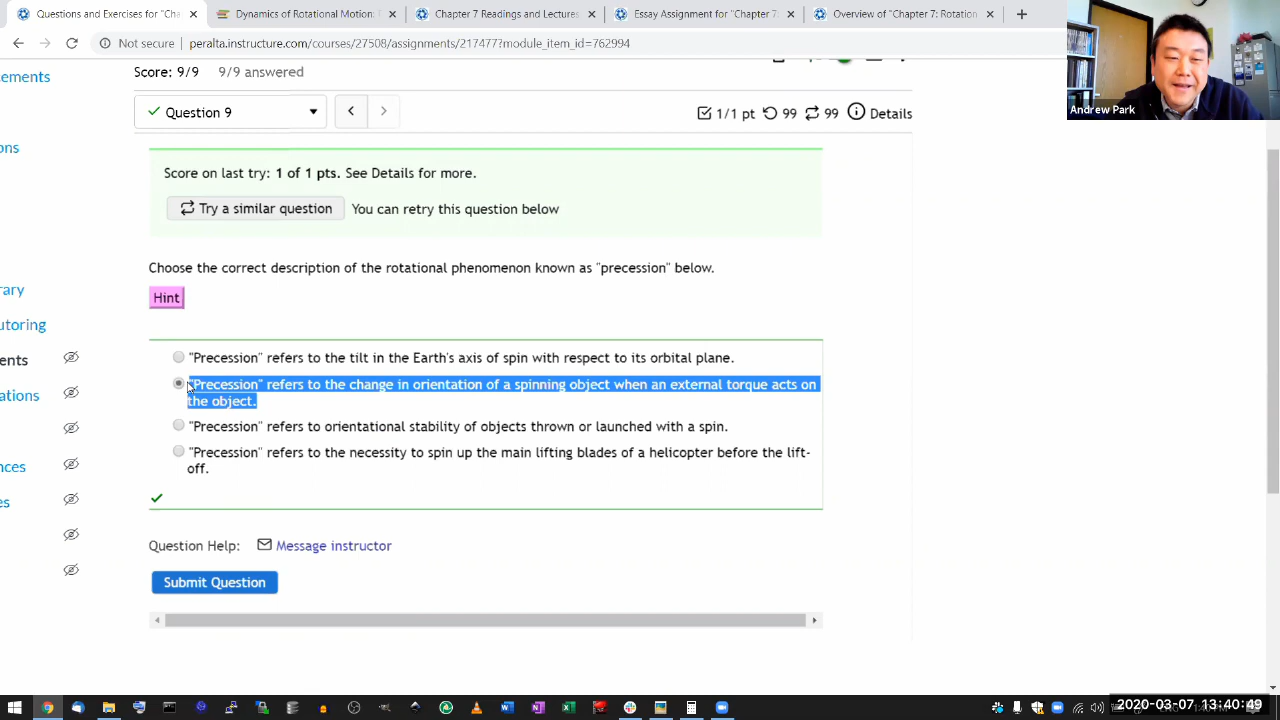 Questions and Exercises for "Cha
Dynamics of Rotational Motion
Chapter 7 Readings and Lectures
Essay Assignment for "Chapter 7:
Overview of "Chapter 7: Rotation
Not secure | peralta.instructure.com/courses/27500/assignments/217477?module_item_id=762994
Andrew Park
Score: 9/9 9/9 answered
ements
Question 9
1/1 pt 99 99 Details
ons
Score on last try: 1 of 1 pts. See Details for more.
Try a similar question You can retry this question below
Choose the correct description of the rotational phenomenon known as "precession" below.
Hint
rary
utoring
ents
ations
nces
es
"Precession" refers to the tilt in the Earth's axis of spin with respect to its orbital plane.
"Precession" refers to the change in orientation of a spinning object when an external torque acts on
the object.
"Precession" refers to orientational stability of objects thrown or launched with a spin.
"Precession" refers to the necessity to spin up the main lifting blades of a helicopter before the lift-
off.
Question Help: Message instructor
Submit Question
2020-03-07 13:40:49